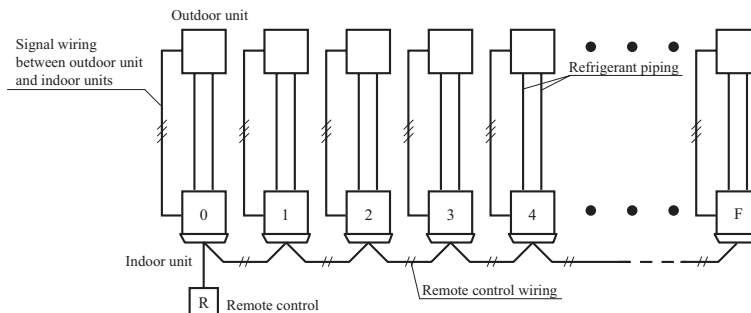 Outdoor unit
Signal wiring
between outdoor unit
and indoor units
Refrigerant piping
0
1
2
3
4
F
Indoor unit
Remote control wiring
R
Remote control